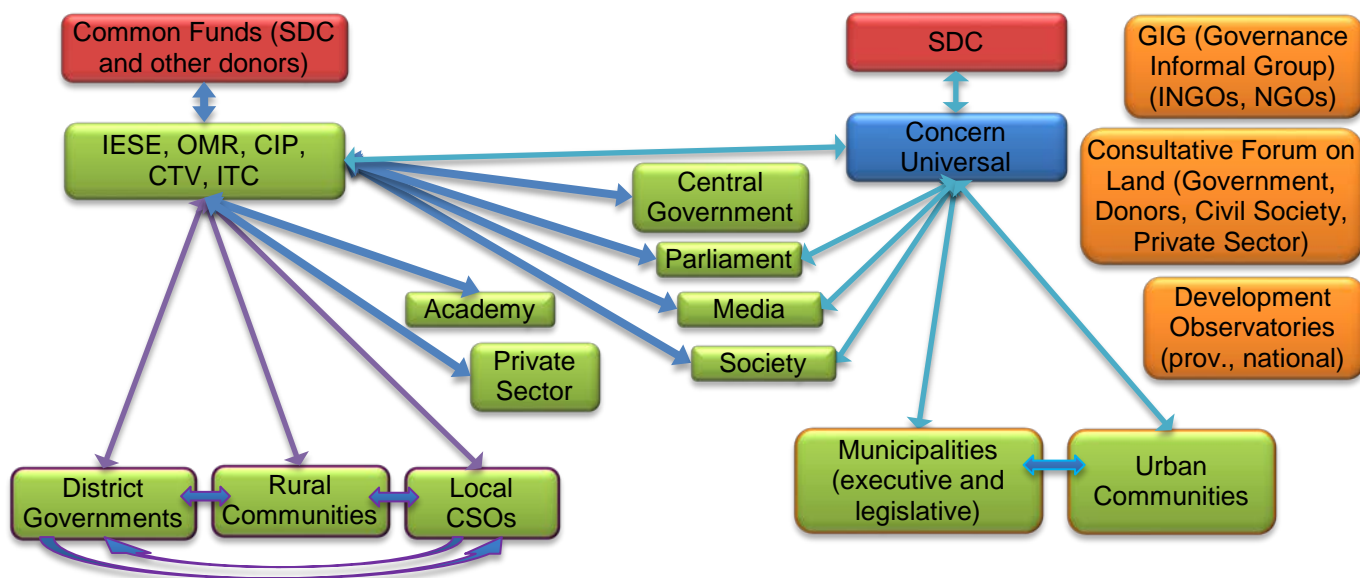 Common Funds (SDC
and other donors)
SDC
GIG (Governance
Informal Group)
(INGOs, NGOs)
IESE, OMR, CIP,
CTV, ITC
Concern
Universal
Consultative Forum on
Land (Government,
Donors, Civil Society,
Private Sector)
Central
Government
Parliament
Academy
Media
Development
Observatories
(prov., national)
Private
Sector
Society
District
Governments
Rural
Communities
Local
CSOs
Municipalities
(executive and
legislative)
Urban
Communities